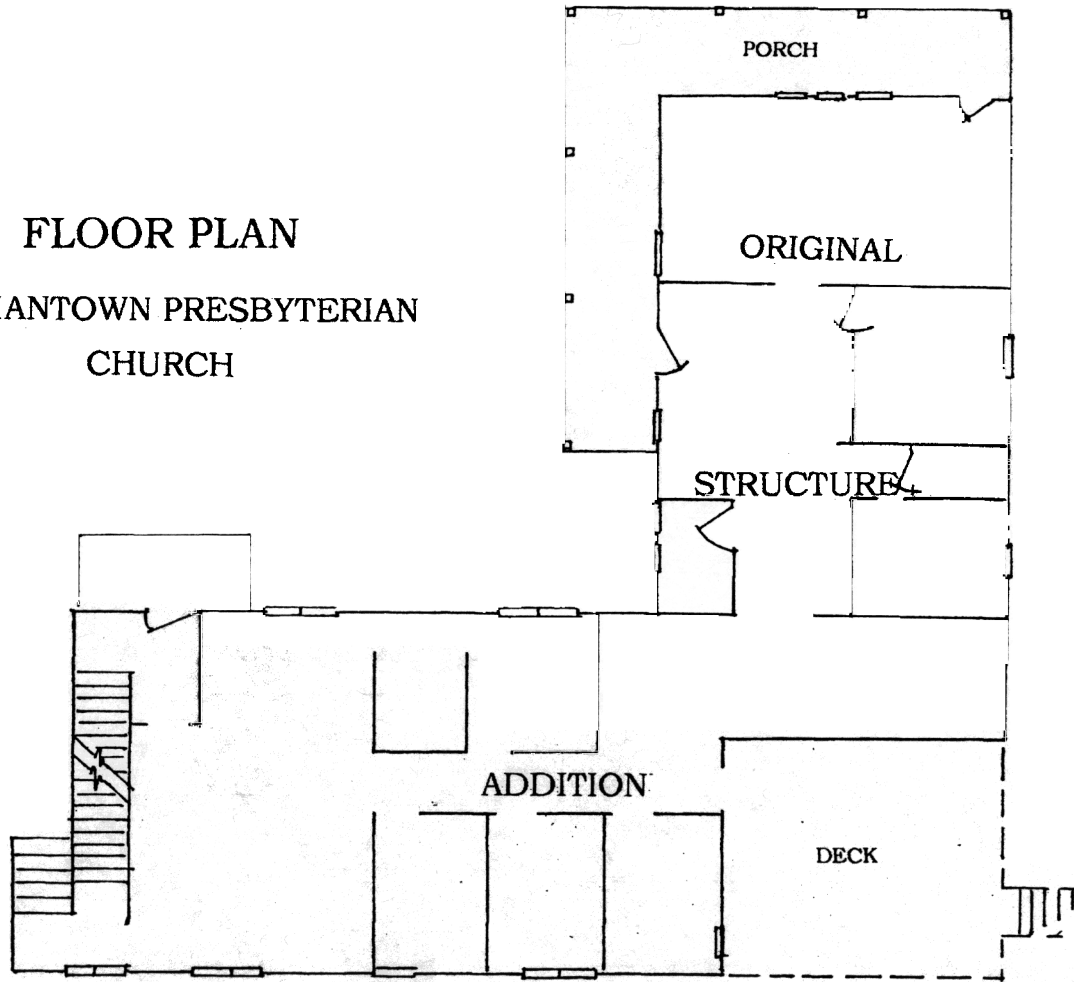 PORCH
FLOOR PLAN
ORIGINAL
ANTOWN PRESBYTERIAN
CHURCH
STRUCTURE
ADDITION
DECK